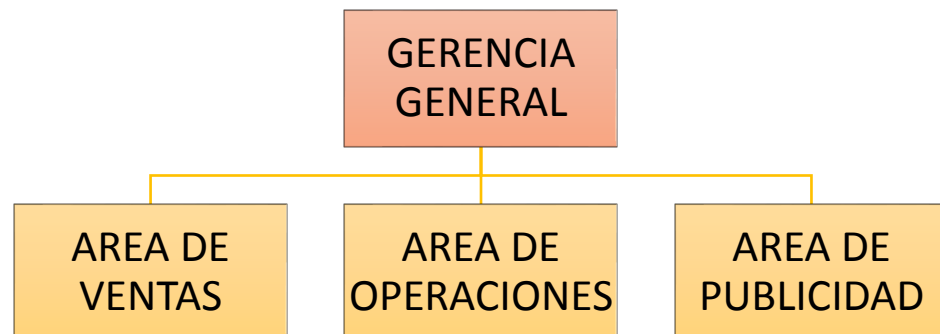 GERENCIA
GENERAL
AREA DE
VENTAS
AREA DE
OPERACIONES
AREA DE
PUBLICIDAD